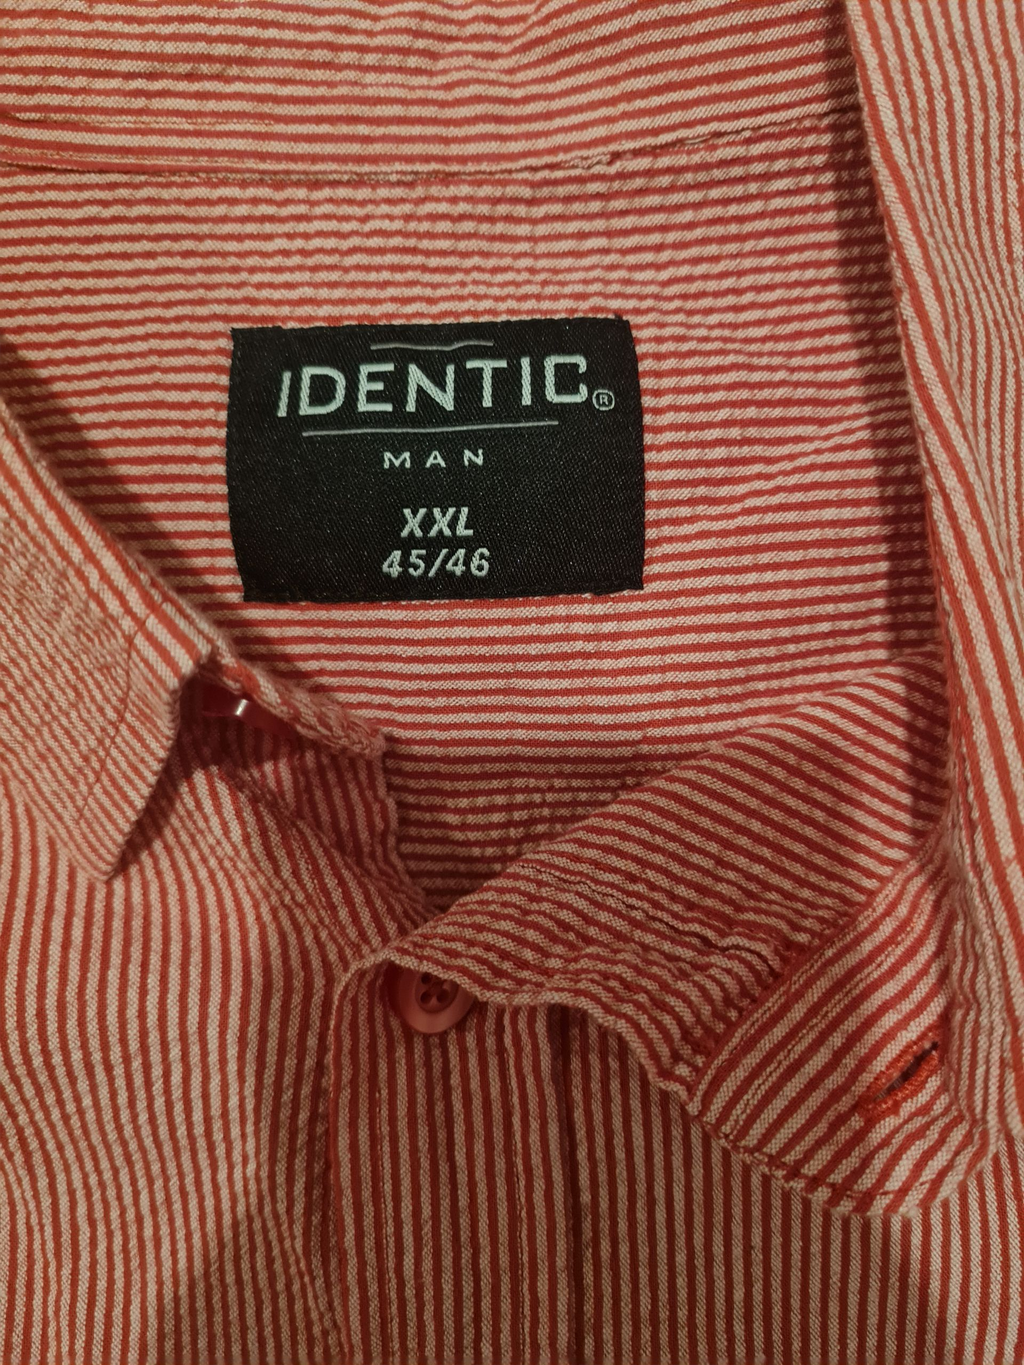 IDENTIC®
MAN
XXL
45/46